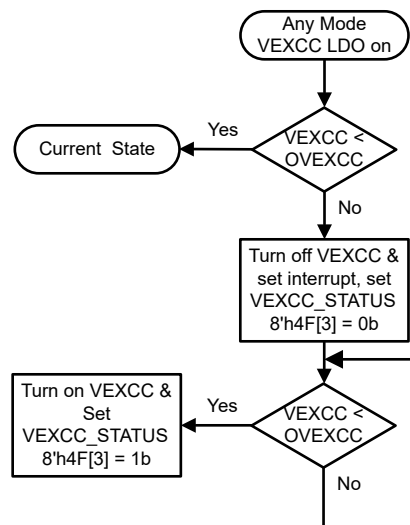 Any Mode
VEXCC LDO on
Yes
VEXCC <
OVEXCC
Current State
No
Turn off VEXCC &
set interrupt, set
VEXCC_STATUS
8'h4F[3] = 0b
Turn on VEXCC &
Set
VEXCC_STATUS
8'h4F[3] = 1b
Yes
VEXCC <
OVEXCC
No